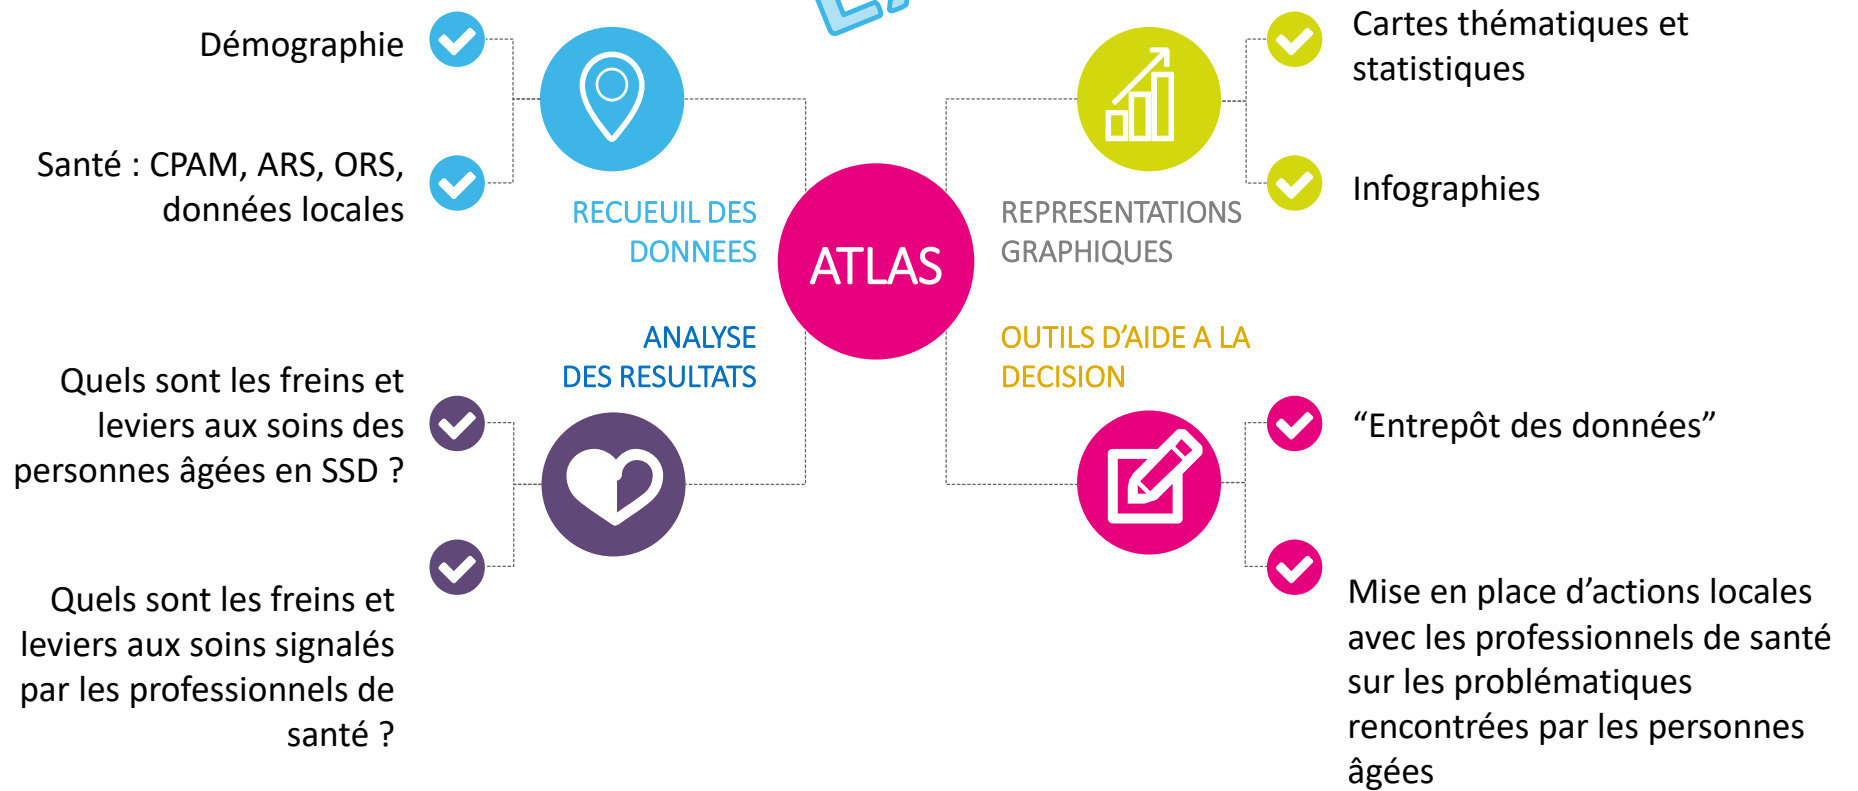 Démographie
Santé : CPAM, ARS, ORS,
données locales
RECUEUIL DES
DONNEES
ANALYSE
DES RESULTATS
Quels sont les freins et
leviers aux soins des
personnes âgées en SSD ?
Quels sont les freins et
leviers aux soins signalés
par les professionnels de
santé ?
ATLAS
Cartes thématiques et
statistiques
Infographies
REPRESENTATIONS
GRAPHIQUES
OUTILS D’AIDE A LA
DECISION
“Entrepôt des données”
Mise en place d’actions locales
avec les professionnels de santé
sur les problématiques
rencontrées par les personnes
âgées